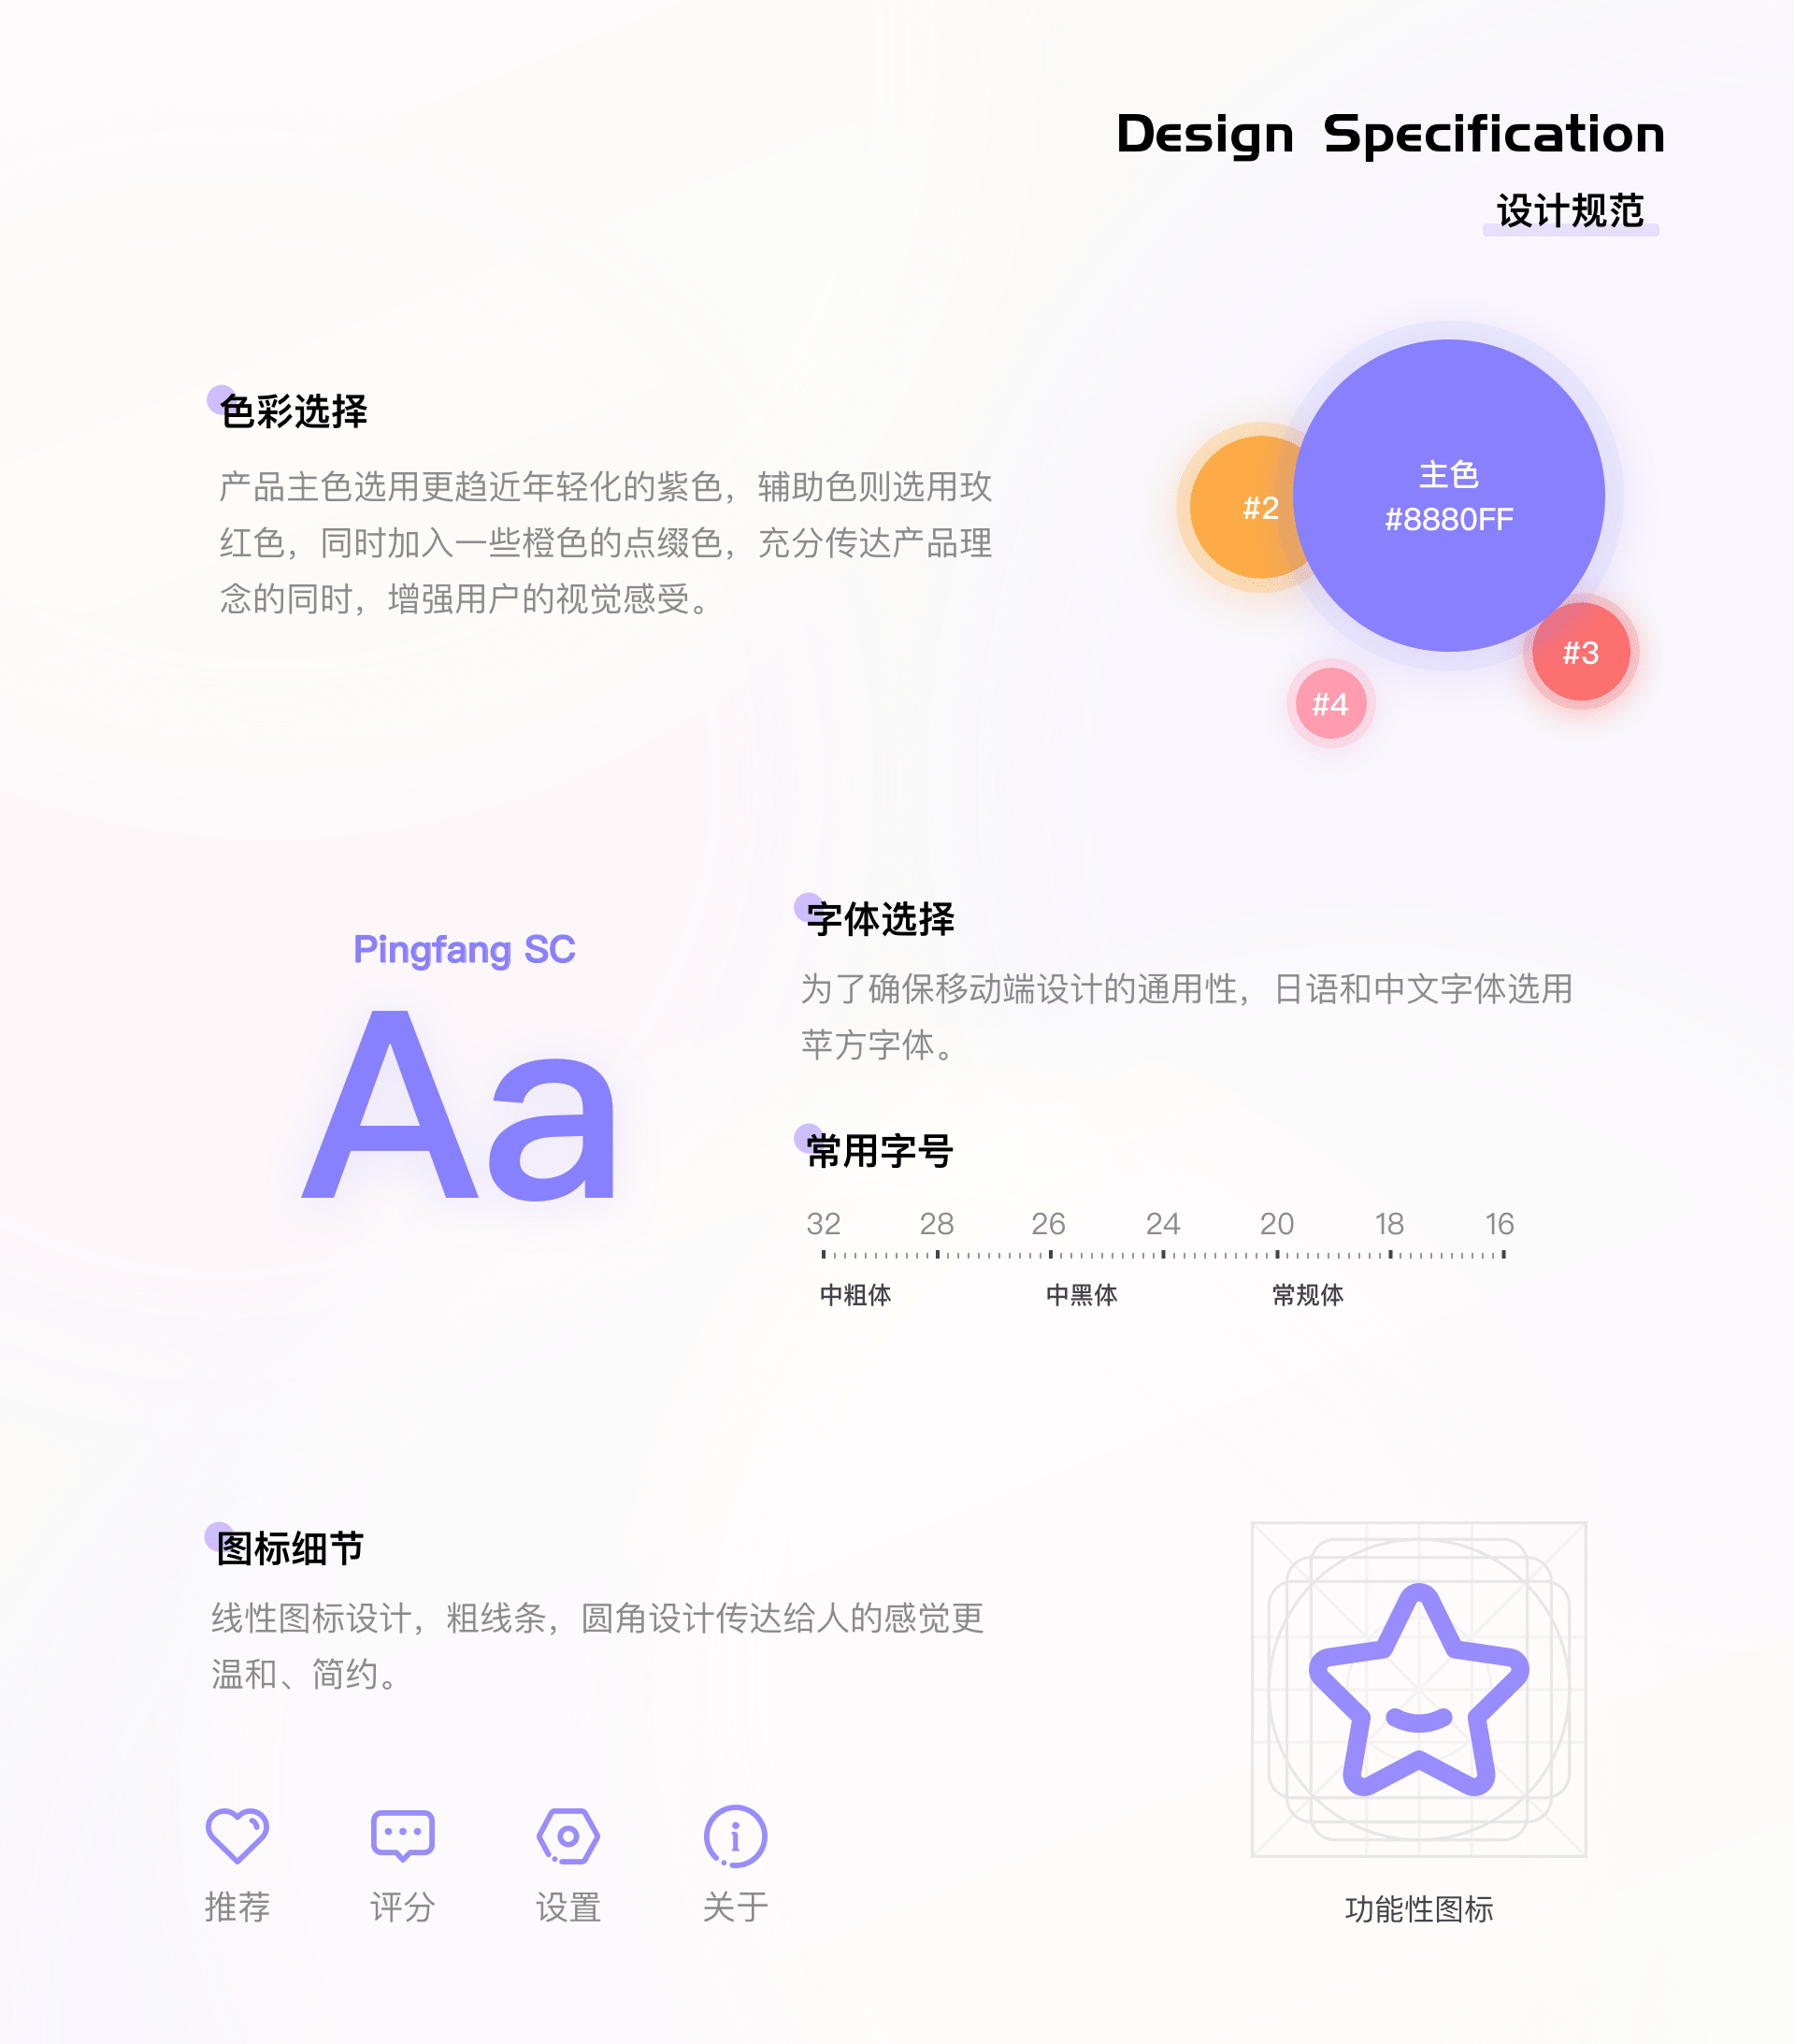 Design Specification
设计规范
色彩选择
产品主色选用更趋近年轻化的紫色，辅助色则选用玫
红色，同时加入一些橙色的点缀色，充分传达产品理
念的同时，增强用户的视觉感受。
主色
#8880FF
#2
#3
#4
Pingfang SC
Aa
字体选择
为了确保移动端设计的通用性，日语和中文字体选用
苹方字体。
常用字号
32 28 26 24 20 18 16
中粗体 中黑体 常规体
图标细节
线性图标设计，粗线条，圆角设计传达给人的感觉更
温和、简约。
推荐 评分 设置 关于
功能性图标